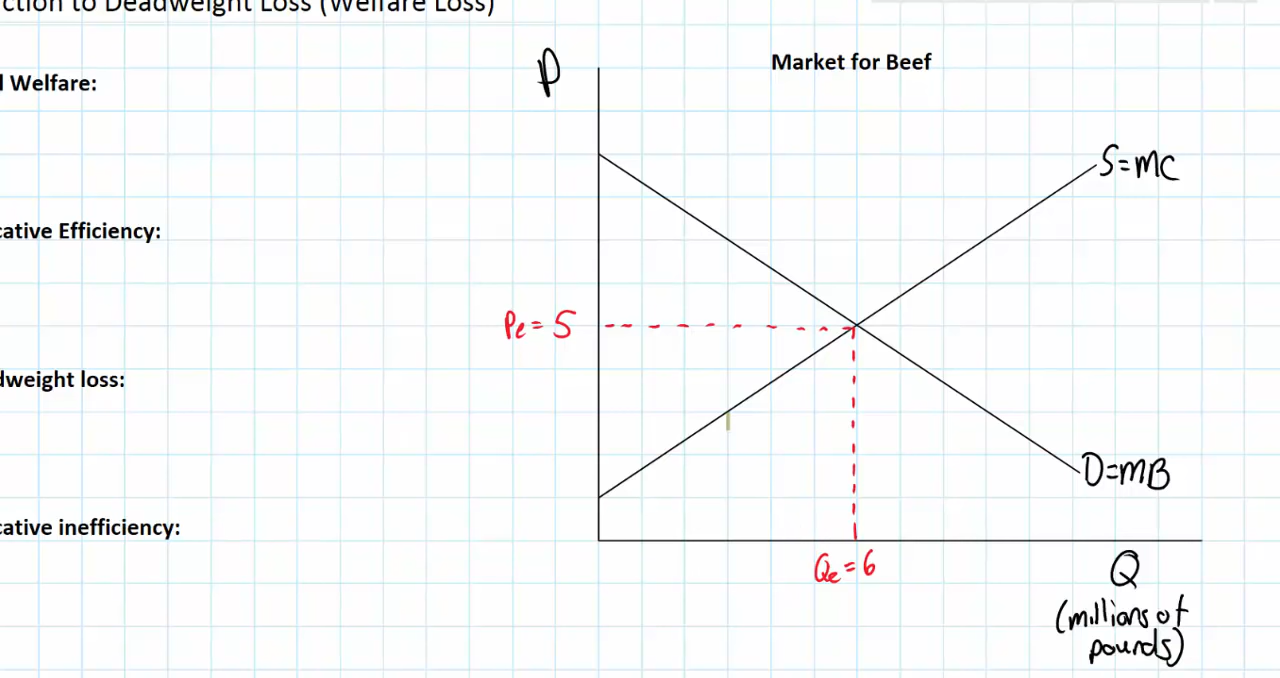 ction to Deadweight Loss (Welfare Loss)
P
Market for Beef
l Welfare:
S=MC
cative Efficiency:
Pe = 5
dweight loss:
D=MB
cative inefficiency:
Qe = 6
Q
(millions of
pounds)